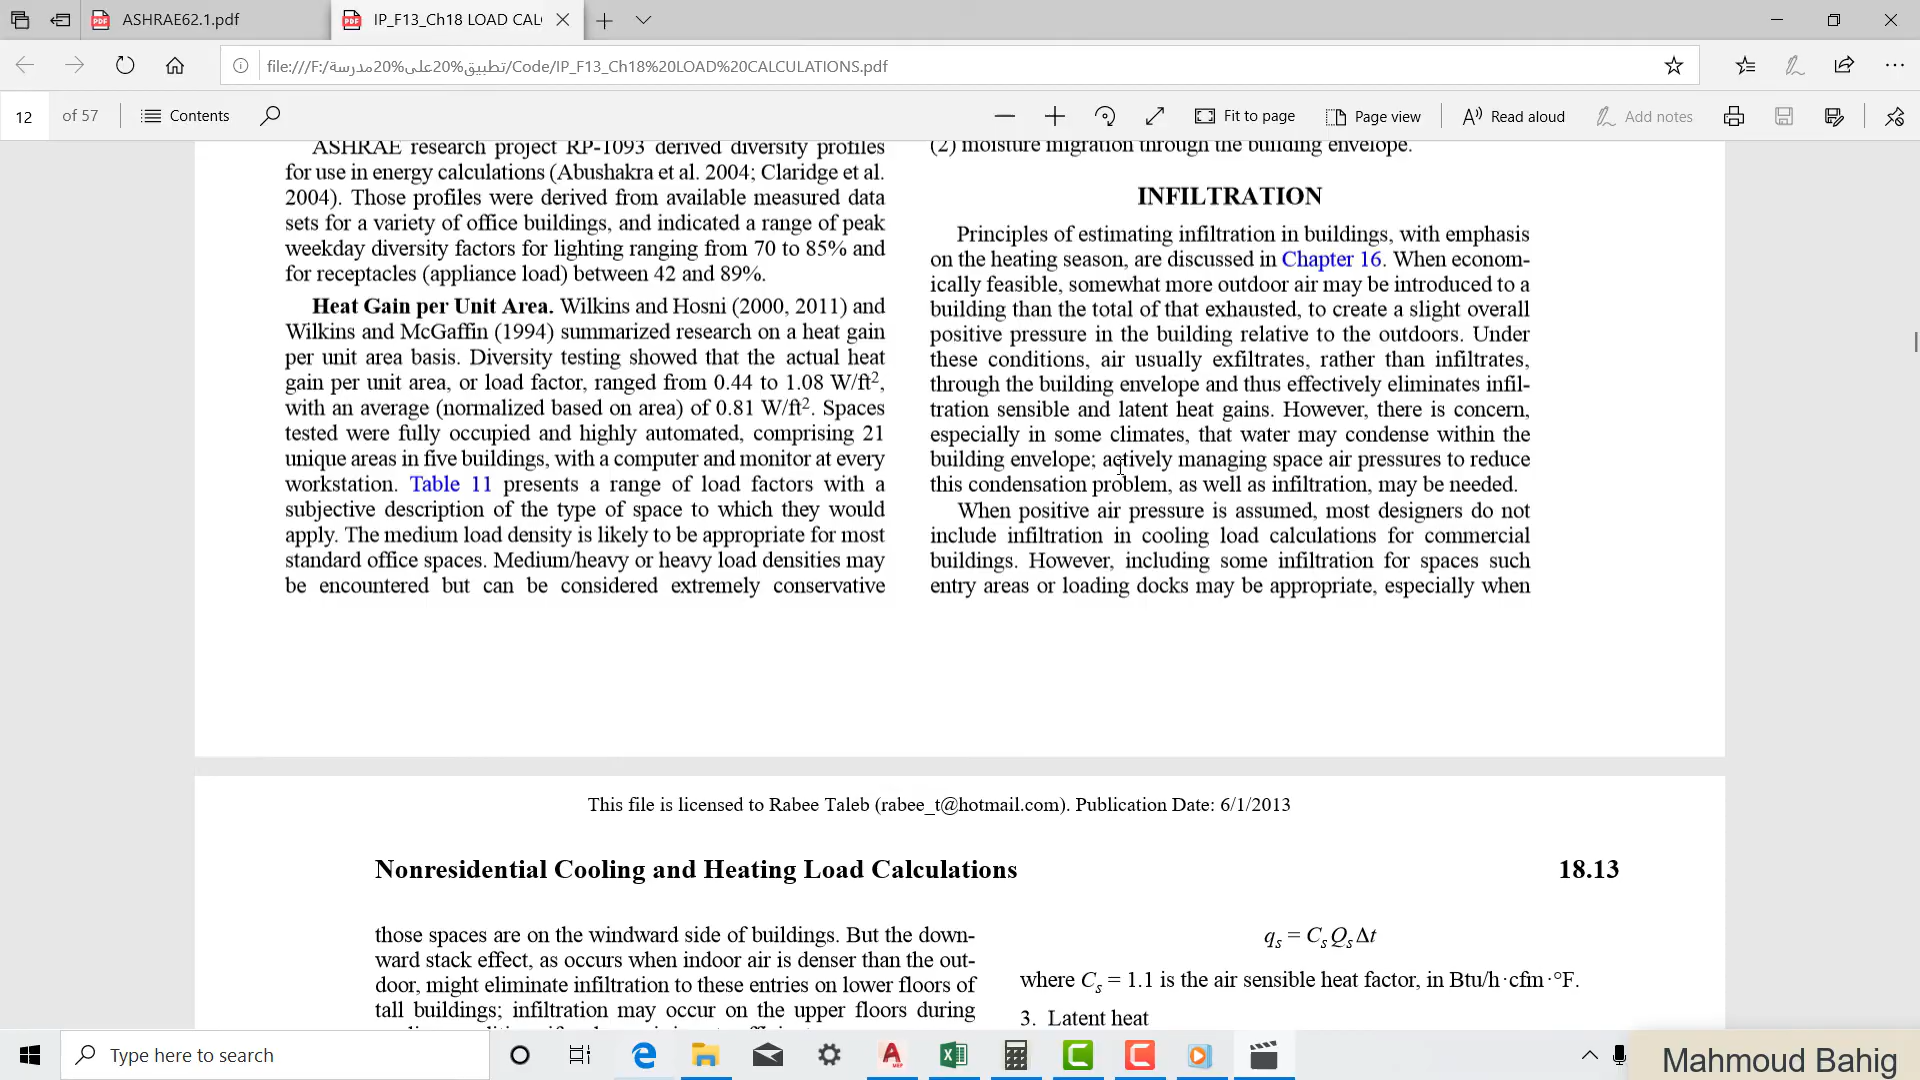 ASHRAE62.1.pdf
IP_F13_Ch18 LOAD CAL
file:///F:/تطبيق%20على%20مدرسة/Code/IP_F13_Ch18%20LOAD%20CALCULATIONS.pdf
12 of 57 Contents Fit to page Page view Read aloud Add notes
ASHRAE research project RP-1093 derived diversity profiles
for use in energy calculations (Abushakra et al. 2004; Claridge et al.
2004). Those profiles were derived from available measured data
sets for a variety of office buildings, and indicated a range of peak
weekday diversity factors for lighting ranging from 70 to 85% and
for receptacles (appliance load) between 42 and 89%.
Heat Gain per Unit Area. Wilkins and Hosni (2000, 2011) and
Wilkins and McGaffin (1994) summarized research on a heat gain
per unit area basis. Diversity testing showed that the actual heat
gain per unit area, or load factor, ranged from 0.44 to 1.08 W/ft²,
with an average (normalized based on area) of 0.81 W/ft². Spaces
tested were fully occupied and highly automated, comprising 21
unique areas in five buildings, with a computer and monitor at every
workstation. Table 11 presents a range of load factors with a
subjective description of the type of space to which they would
apply. The medium load density is likely to be appropriate for most
standard office spaces. Medium/heavy or heavy load densities may
be encountered but can be considered extremely conservative
(2) moisture migration through the building envelope.
INFILTRATION
Principles of estimating infiltration in buildings, with emphasis
on the heating season, are discussed in Chapter 16. When econom-
ically feasible, somewhat more outdoor air may be introduced to a
building than the total of that exhausted, to create a slight overall
positive pressure in the building relative to the outdoors. Under
these conditions, air usually exfiltrates, rather than infiltrates,
through the building envelope and thus effectively eliminates infil-
tration sensible and latent heat gains. However, there is concern,
especially in some climates, that water may condense within the
building envelope; actively managing space air pressures to reduce
this condensation problem, as well as infiltration, may be needed.
When positive air pressure is assumed, most designers do not
include infiltration in cooling load calculations for commercial
buildings. However, including some infiltration for spaces such
entry areas or loading docks may be appropriate, especially when
This file is licensed to Rabee Taleb (rabee_t@hotmail.com). Publication Date: 6/1/2013
Nonresidential Cooling and Heating Load Calculations 18.13
those spaces are on the windward side of buildings. But the down-
ward stack effect, as occurs when indoor air is denser than the out-
door, might eliminate infiltration to these entries on lower floors of
tall buildings; infiltration may occur on the upper floors during
qs = CsQsΔt
where Cs = 1.1 is the air sensible heat factor, in Btu/h·cfm·°F.
3. Latent heat
Type here to search
Mahmoud Bahig